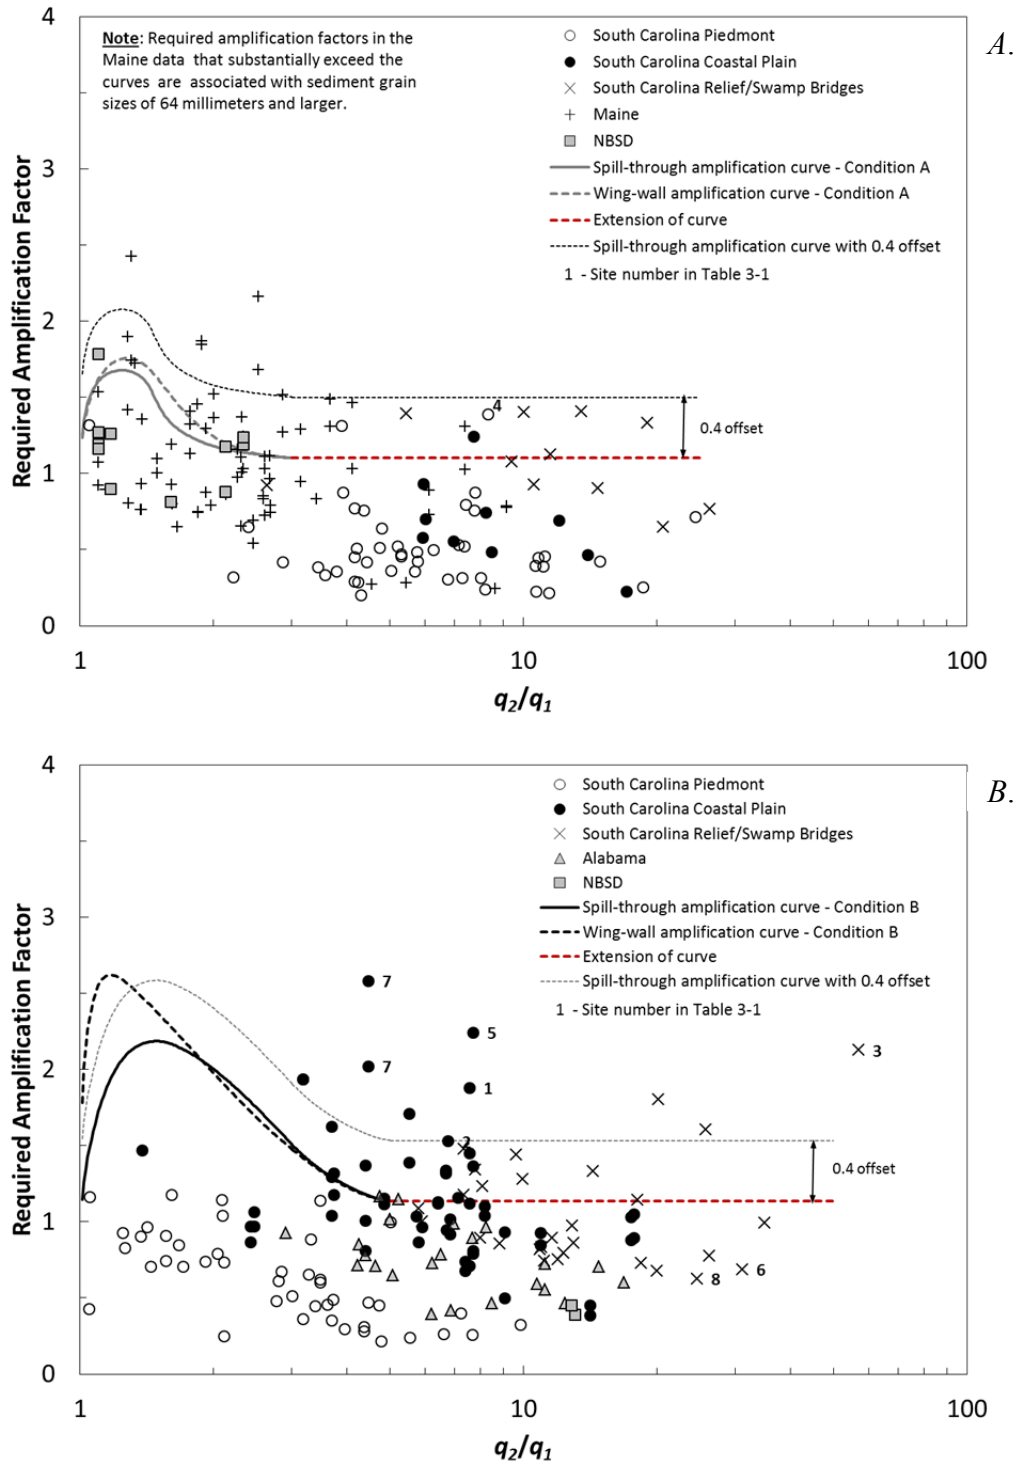 4
3
2
1
0
Required Amplification Factor
Note: Required amplification factors in the
Maine data that substantially exceed the
curves are associated with sediment grain
sizes of 64 millimeters and larger.
South Carolina Piedmont
South Carolina Coastal Plain
South Carolina Relief/Swamp Bridges
Maine
NBSD
Spill-through amplification curve - Condition A
Wing-wall amplification curve - Condition A
Extension of curve
Spill-through amplification curve with 0.4 offset
1 - Site number in Table 3-1
A.
4
0.4 offset
1 10 100
q2/q1
4
3
2
1
0
Required Amplification Factor
South Carolina Piedmont
South Carolina Coastal Plain
South Carolina Relief/Swamp Bridges
Alabama
NBSD
Spill-through amplification curve - Condition B
Wing-wall amplification curve - Condition B
Extension of curve
Spill-through amplification curve with 0.4 offset
1 - Site number in Table 3-1
B.
7
5
3
7
1
2
0.4 offset
6
8
1 10 100
q2/q1